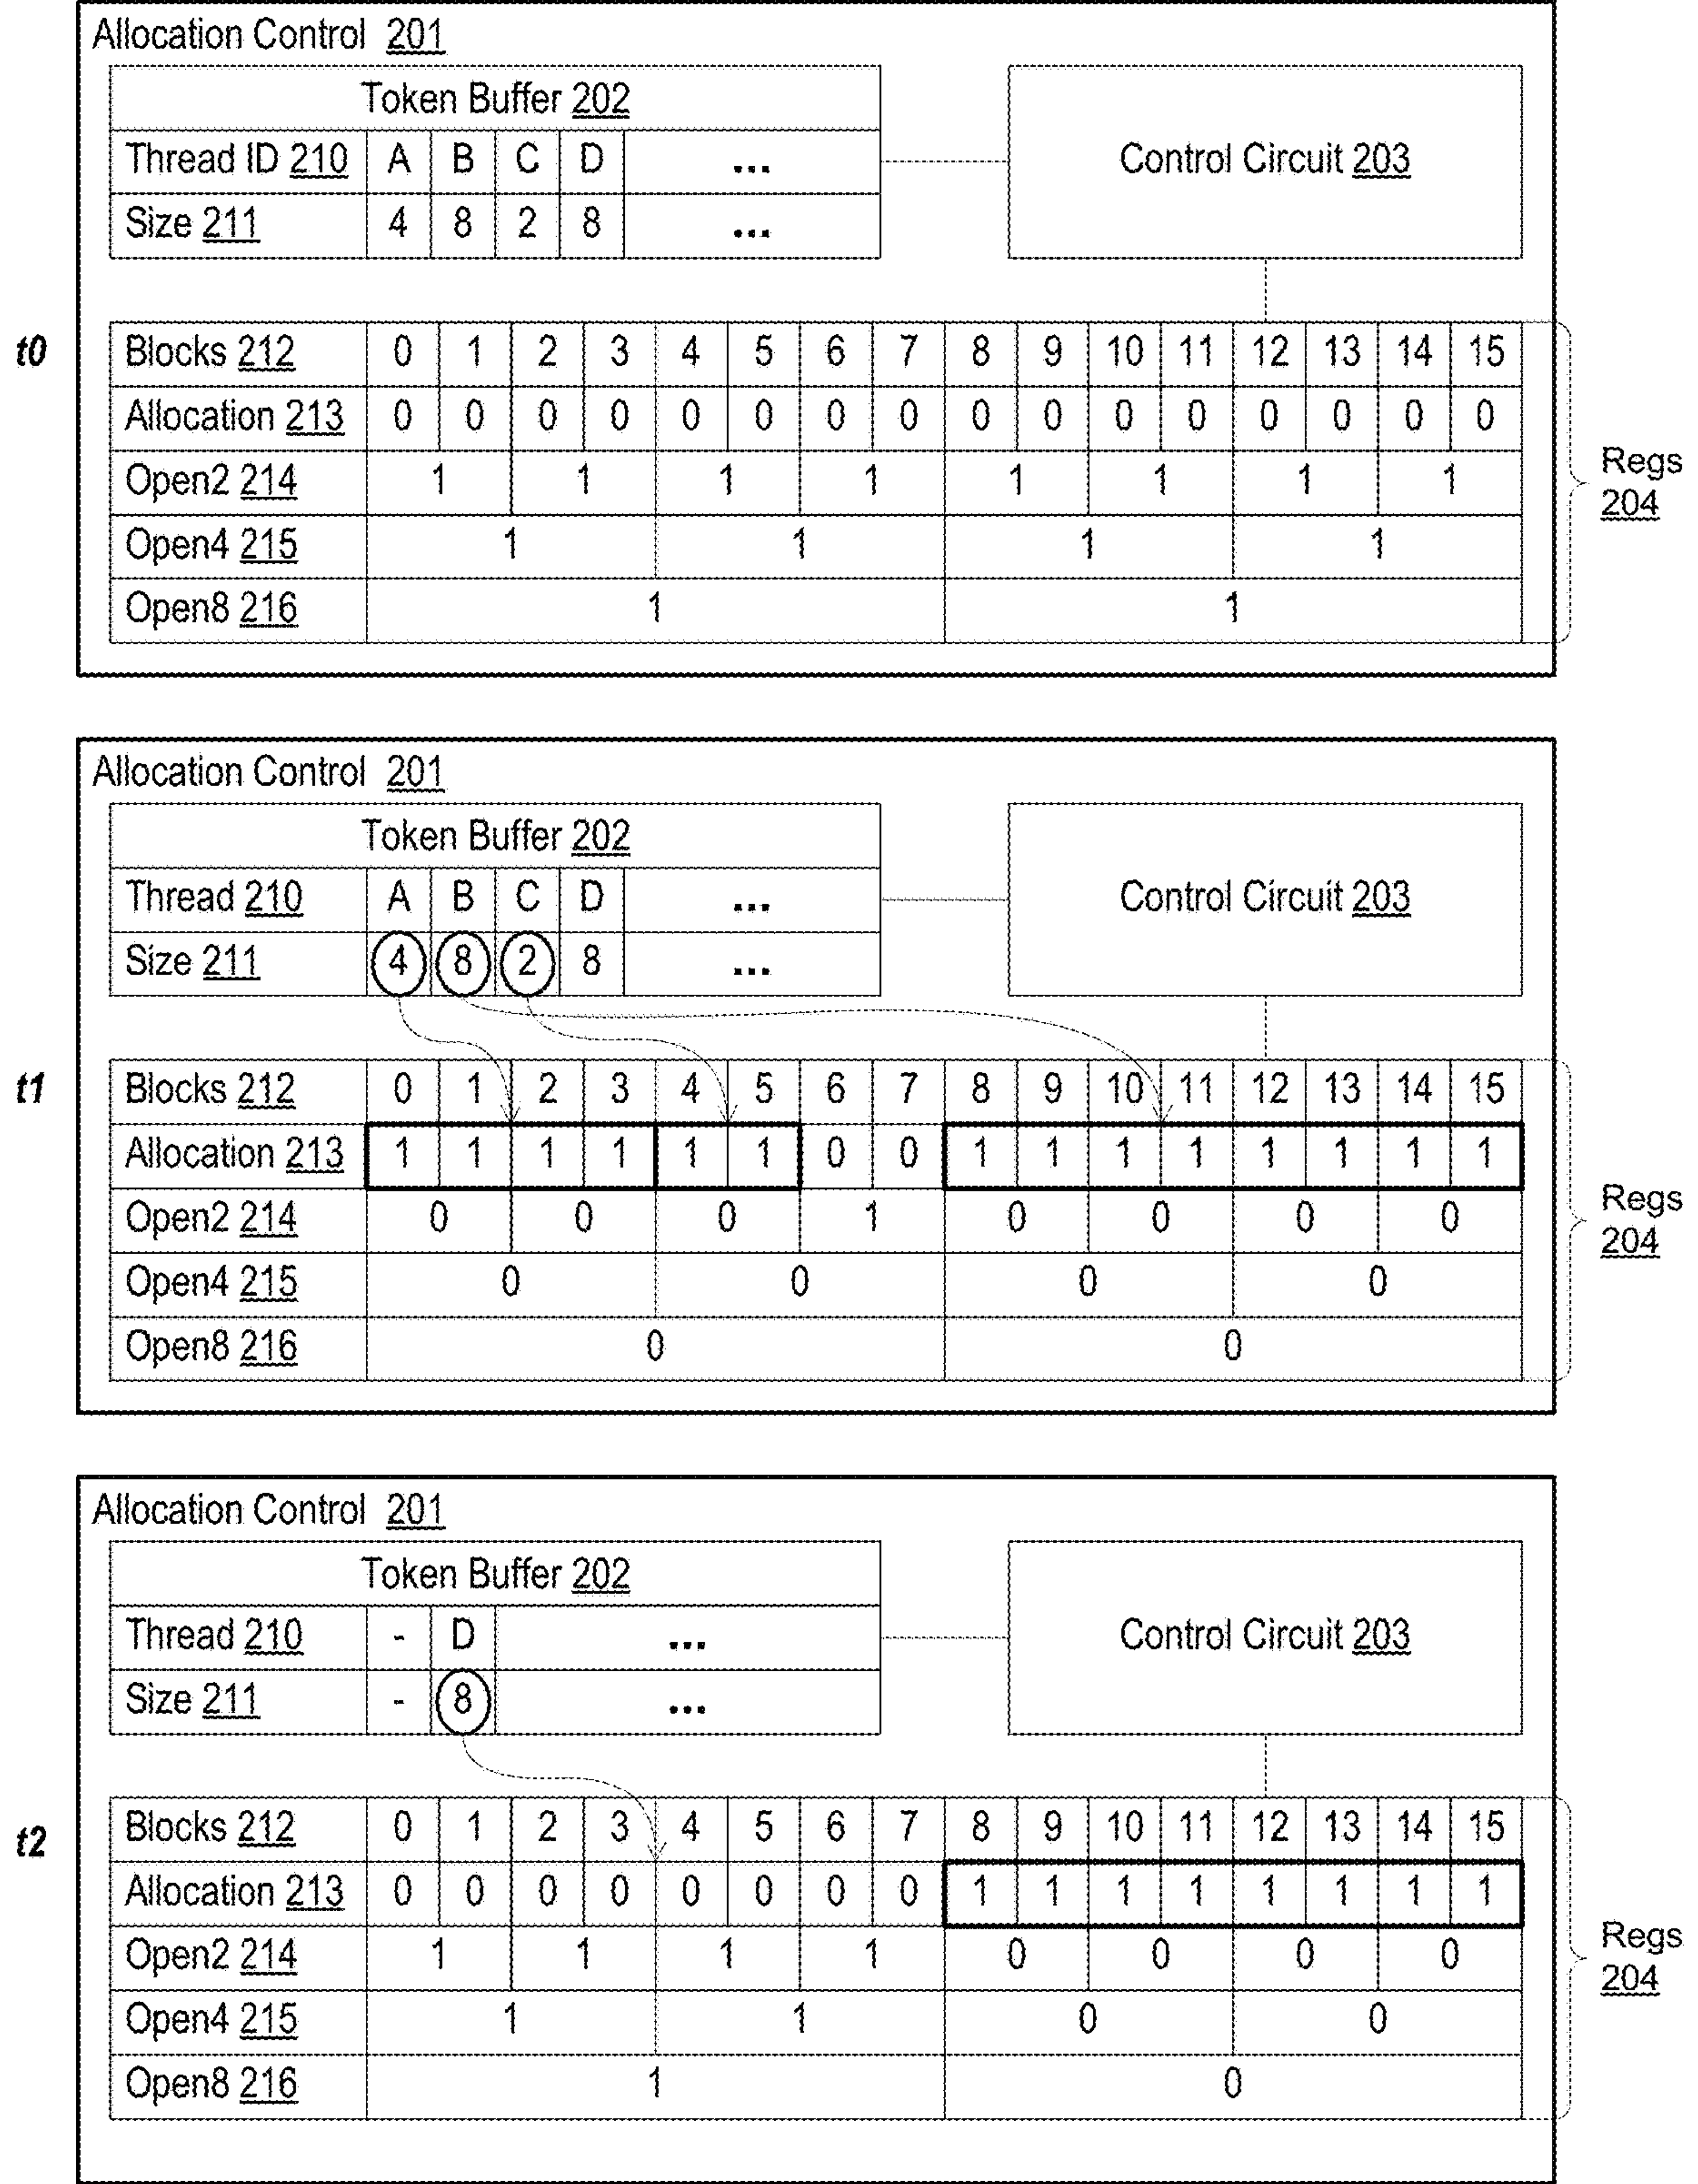 Allocation Control 201
Token Buffer 202
Thread ID 210 A B C D ...
Size 211 4 8 2 8 ...
Control Circuit 203
t0
Blocks 212 0 1 2 3 4 5 6 7 8 9 10 11 12 13 14 15
Allocation 213 0 0 0 0 0 0 0 0 0 0 0 0 0 0 0 0
Open2 214 1 1 1 1 1 1 1 1
Open4 215 1 1 1 1
Open8 216 1 1
Regs
204
Allocation Control 201
Token Buffer 202
Thread 210 A B C D ...
Size 211 4 8 2 8 ...
Control Circuit 203
t1
Blocks 212 0 1 2 3 4 5 6 7 8 9 10 11 12 13 14 15
Allocation 213 1 1 1 1 1 1 0 0 1 1 1 1 1 1 1 1
Open2 214 0 0 0 1 0 0 0 0
Open4 215 0 0 0 0
Open8 216 0 0
Regs
204
Allocation Control 201
Token Buffer 202
Thread 210 - D ...
Size 211 - 8 ...
Control Circuit 203
t2
Blocks 212 0 1 2 3 4 5 6 7 8 9 10 11 12 13 14 15
Allocation 213 0 0 0 0 0 0 0 0 1 1 1 1 1 1 1 1
Open2 214 1 1 1 1 0 0 0 0
Open4 215 1 1 0 0
Open8 216 1 0
Regs
204